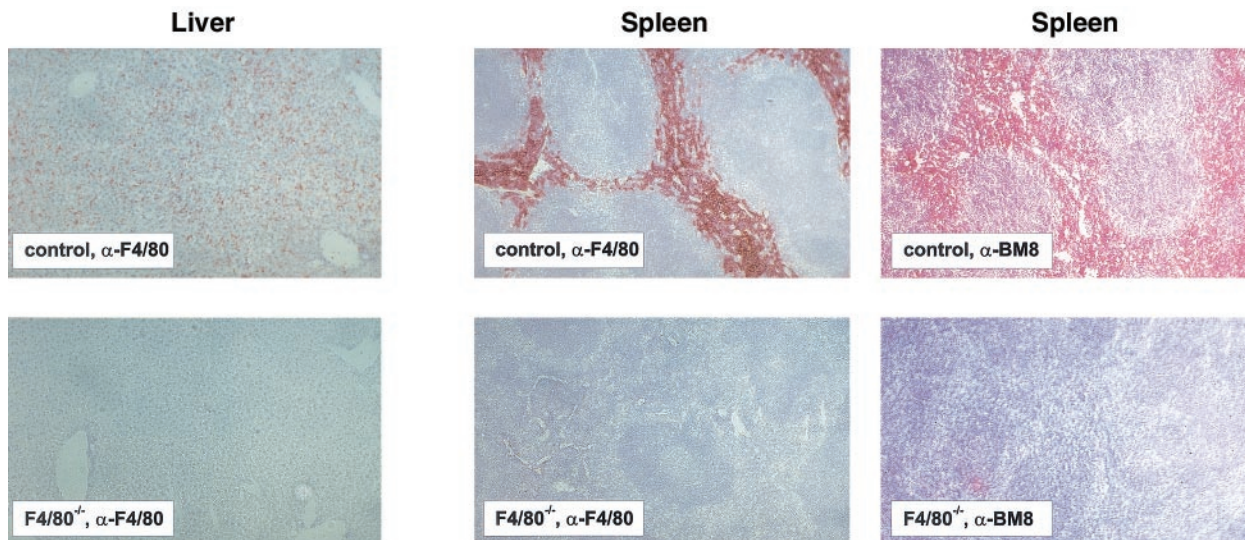 Liver
Spleen
Spleen
control, α-F4/80
control, α-F4/80
control, α-BM8
F4/80-/-, α-F4/80
F4/80-/-, α-F4/80
F4/80-/-, α-BM8